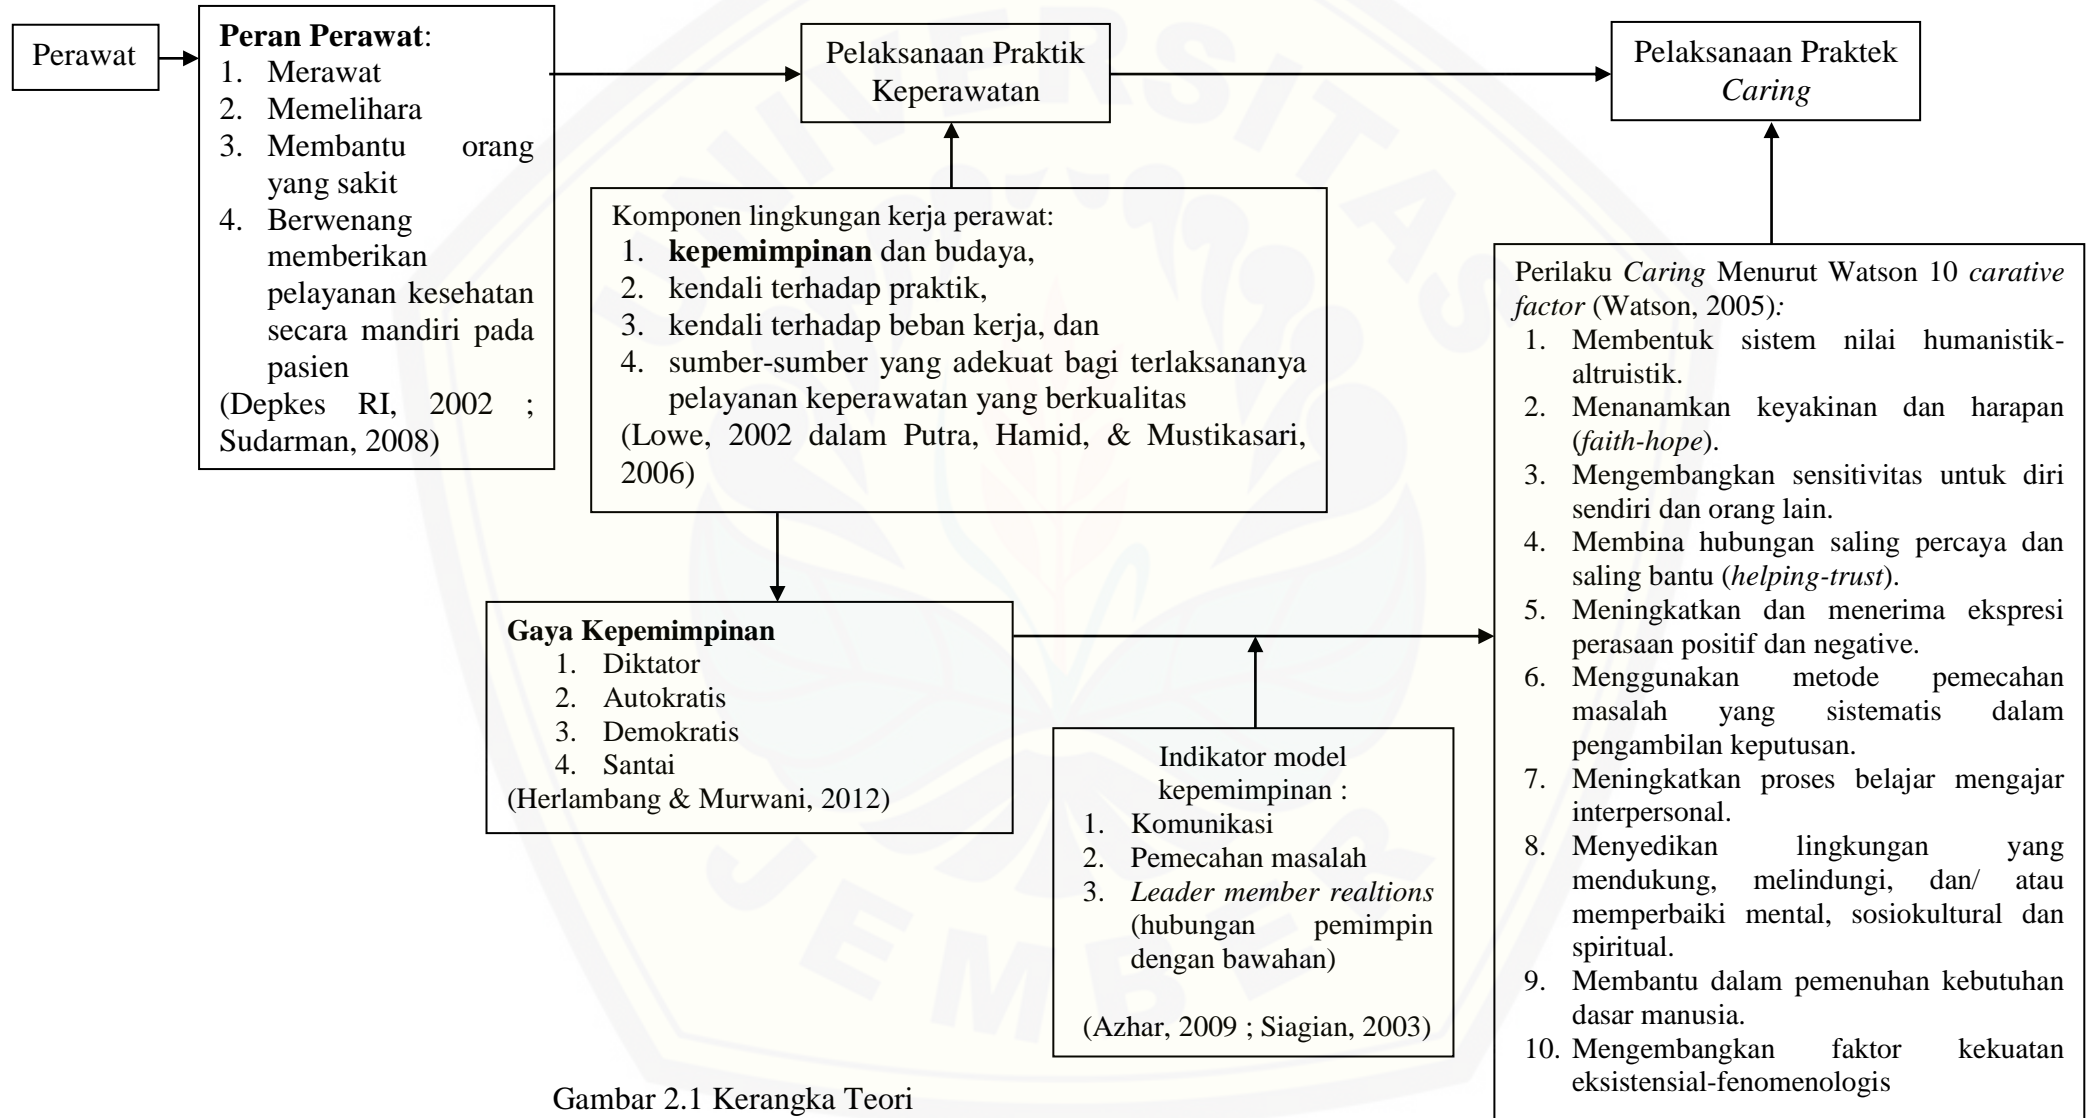 Perawat
Peran Perawat:
1. Merawat
2. Memelihara
3. Membantu orang
yang sakit
4. Berwenang
memberikan
pelayanan kesehatan
secara mandiri pada
pasien
(Depkes RI, 2002 ;
Sudarman, 2008)
Pelaksanaan Praktik
Keperawatan
Pelaksanaan Praktek
Caring
Komponen lingkungan kerja perawat:
1. kepemimpinan dan budaya,
2. kendali terhadap praktik,
3. kendali terhadap beban kerja, dan
4. sumber-sumber yang adekuat bagi terlaksananya
pelayanan keperawatan yang berkualitas
(Lowe, 2002 dalam Putra, Hamid, & Mustikasari,
2006)
Gaya Kepemimpinan
1. Diktator
2. Autokratis
3. Demokratis
4. Santai
(Herlambang & Murwani, 2012)
Indikator model
kepemimpinan :
1. Komunikasi
2. Pemecahan masalah
3. Leader member realtions
(hubungan pemimpin
dengan bawahan)
(Azhar, 2009 ; Siagian, 2003)
Perilaku Caring Menurut Watson 10 carative
factor (Watson, 2005):
1. Membentuk sistem nilai humanistik-
altruistik.
2. Menanamkan keyakinan dan harapan
(faith-hope).
3. Mengembangkan sensitivitas untuk diri
sendiri dan orang lain.
4. Membina hubungan saling percaya dan
saling bantu (helping-trust).
5. Meningkatkan dan menerima ekspresi
perasaan positif dan negative.
6. Menggunakan metode pemecahan
masalah yang sistematis dalam
pengambilan keputusan.
7. Meningkatkan proses belajar mengajar
interpersonal.
8. Menyedikan lingkungan yang
mendukung, melindungi, dan/ atau
memperbaiki mental, sosiokultural dan
spiritual.
9. Membantu dalam pemenuhan kebutuhan
dasar manusia.
10. Mengembangkan faktor kekuatan
eksistensial-fenomenologis
Gambar 2.1 Kerangka Teori
UNIVERSITAS
JEMBER